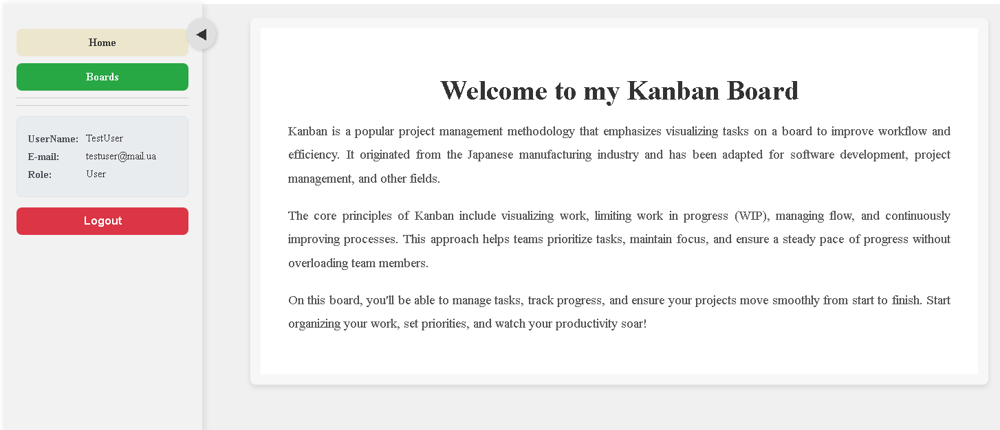 Home
Boards
UserName: TestUser
E-mail: testuser@mail.ua
Role: User
Logout
Welcome to my Kanban Board
Kanban is a popular project management methodology that emphasizes visualizing tasks on a board to improve workflow and
efficiency. It originated from the Japanese manufacturing industry and has been adapted for software development, project
management, and other fields.
The core principles of Kanban include visualizing work, limiting work in progress (WIP), managing flow, and continuously
improving processes. This approach helps teams prioritize tasks, maintain focus, and ensure a steady pace of progress without
overloading team members.
On this board, you'll be able to manage tasks, track progress, and ensure your projects move smoothly from start to finish. Start
organizing your work, set priorities, and watch your productivity soar!